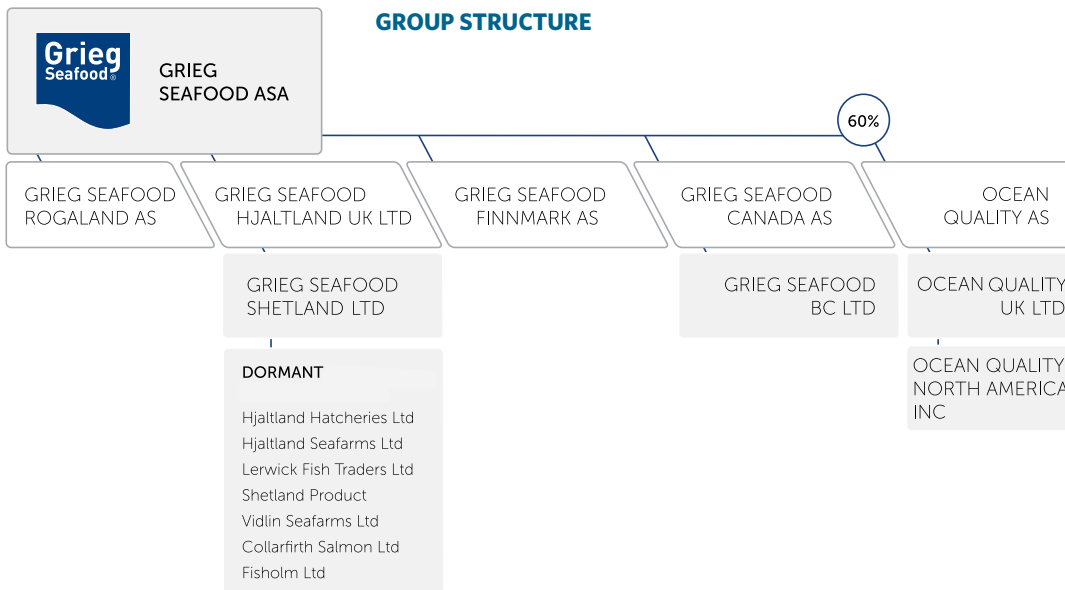 GROUP STRUCTURE
Grieg
Seafood®
GRIEG
SEAFOOD ASA
60%
GRIEG SEAFOOD
ROGALAND AS
GRIEG SEAFOOD
HJALTLAND UK LTD
GRIEG SEAFOOD
FINNMARK AS
GRIEG SEAFOOD
CANADA AS
OCEAN
QUALITY AS
GRIEG SEAFOOD
SHETLAND LTD
GRIEG SEAFOOD
BC LTD
OCEAN QUALITY
UK LTD
DORMANT
Hjaltland Hatcheries Ltd
Hjaltland Seafarms Ltd
Lerwick Fish Traders Ltd
Shetland Product
Vidlin Seafarms Ltd
Collarfirth Salmon Ltd
Fisholm Ltd
OCEAN QUALITY
NORTH AMERICA
INC